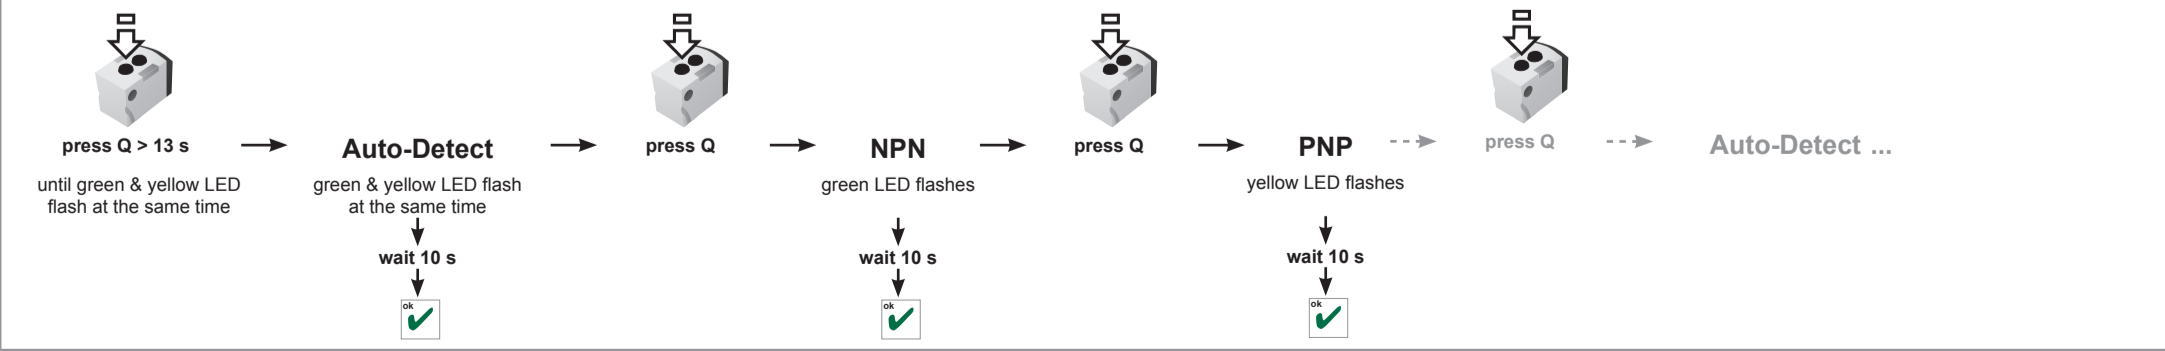 press Q > 13 s
until green & yellow LED
flash at the same time
Auto-Detect
green & yellow LED flash
at the same time
wait 10 s
ok
press Q
NPN
green LED flashes
wait 10 s
ok
press Q
PNP
yellow LED flashes
wait 10 s
ok
press Q
Auto-Detect ...